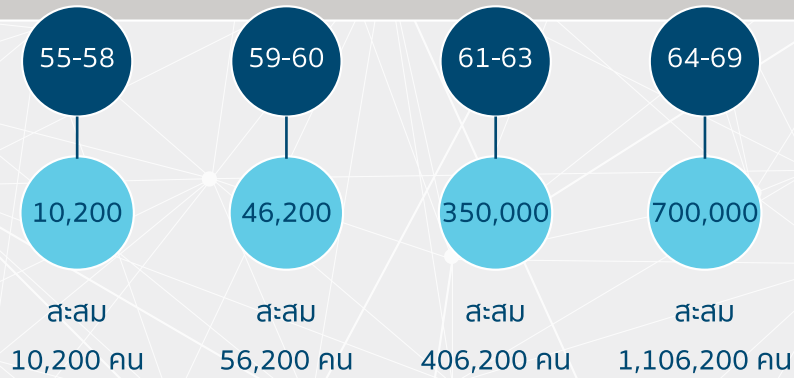 55-58 59-60 61-63 64-69
10,200 46,200 350,000 700,000
สะสม สะสม สะสม สะสม
10,200 คน 56,200 คน 406,200 คน 1,106,200 คน